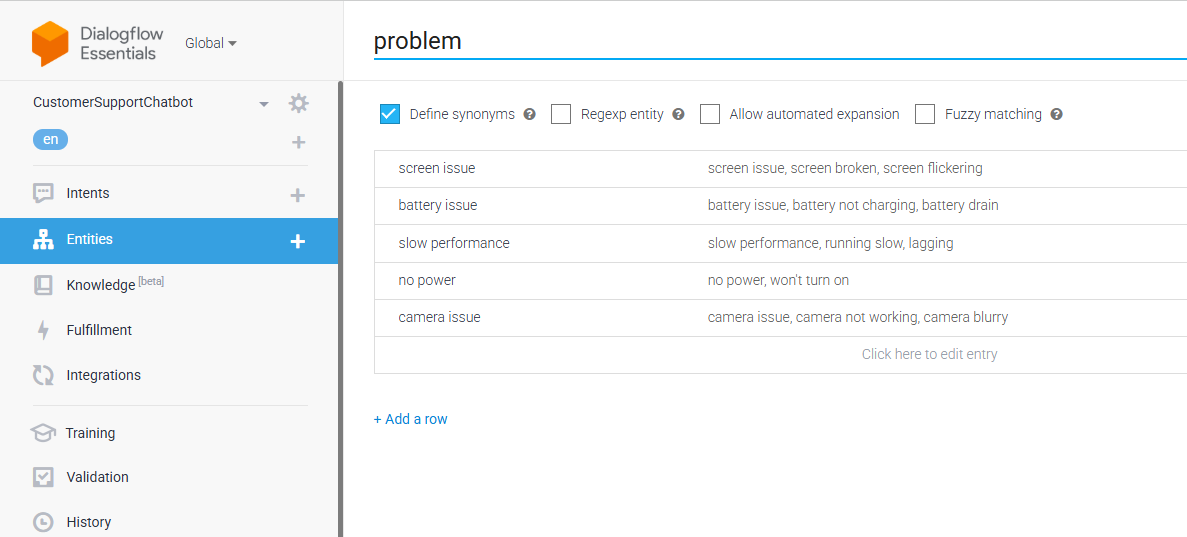 Dialogflow
Essentials
Global
CustomerSupportChatbot
en
Intents
Entities
Knowledge [beta]
Fulfillment
Integrations
Training
Validation
History
problem
Define synonyms ? Regexp entity ? Allow automated expansion Fuzzy matching ?
screen issue screen issue, screen broken, screen flickering
battery issue battery issue, battery not charging, battery drain
slow performance slow performance, running slow, lagging
no power no power, won't turn on
camera issue camera issue, camera not working, camera blurry
Click here to edit entry
+ Add a row